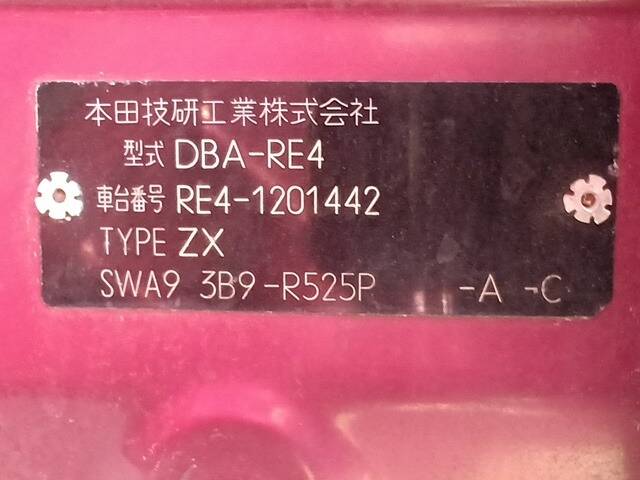 本田技研工業株式会社
型式 DBA-RE4
車台番号 RE4-1201442
TYPE ZX
SWA9 3B9-R525P -A -C